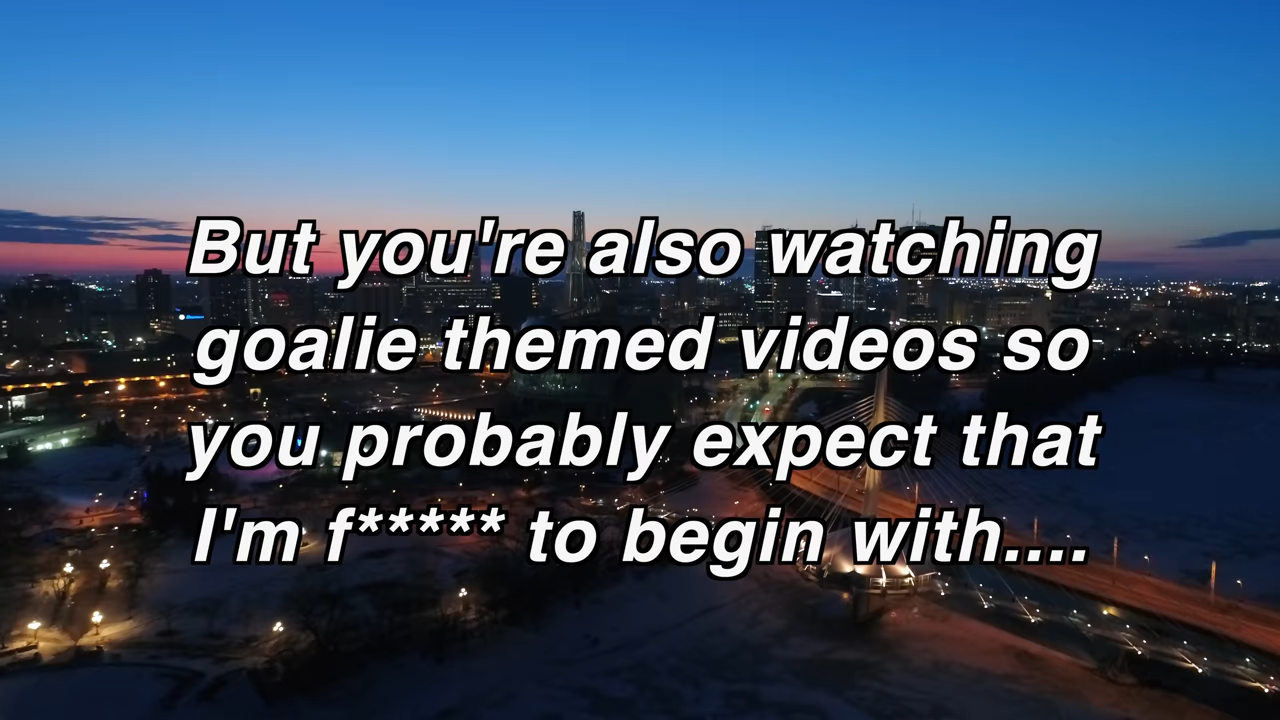 But you're also watching
goalie themed videos so
you probably expect that
I'm f***** to begin with....